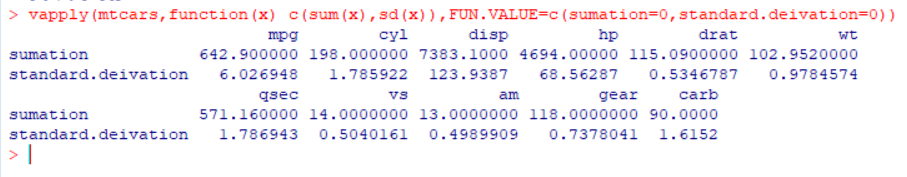 > vapply(mtcars,function(x) c(sum(x),sd(x)),FUN.VALUE=c(sumation=0,standard.deivation=0))
                         mpg        cyl      disp         hp        drat          wt
sumation          642.900000 198.000000 7383.1000 4694.00000 115.0900000 102.9520000
standard.deivation   6.026948   1.785922  123.9387   68.56287   0.5346787   0.9784574
                        qsec         vs         am        gear    carb
sumation          571.160000 14.0000000 13.0000000 118.0000000 90.0000
standard.deivation   1.786943  0.5040161  0.4989909   0.7378041  1.6152
>